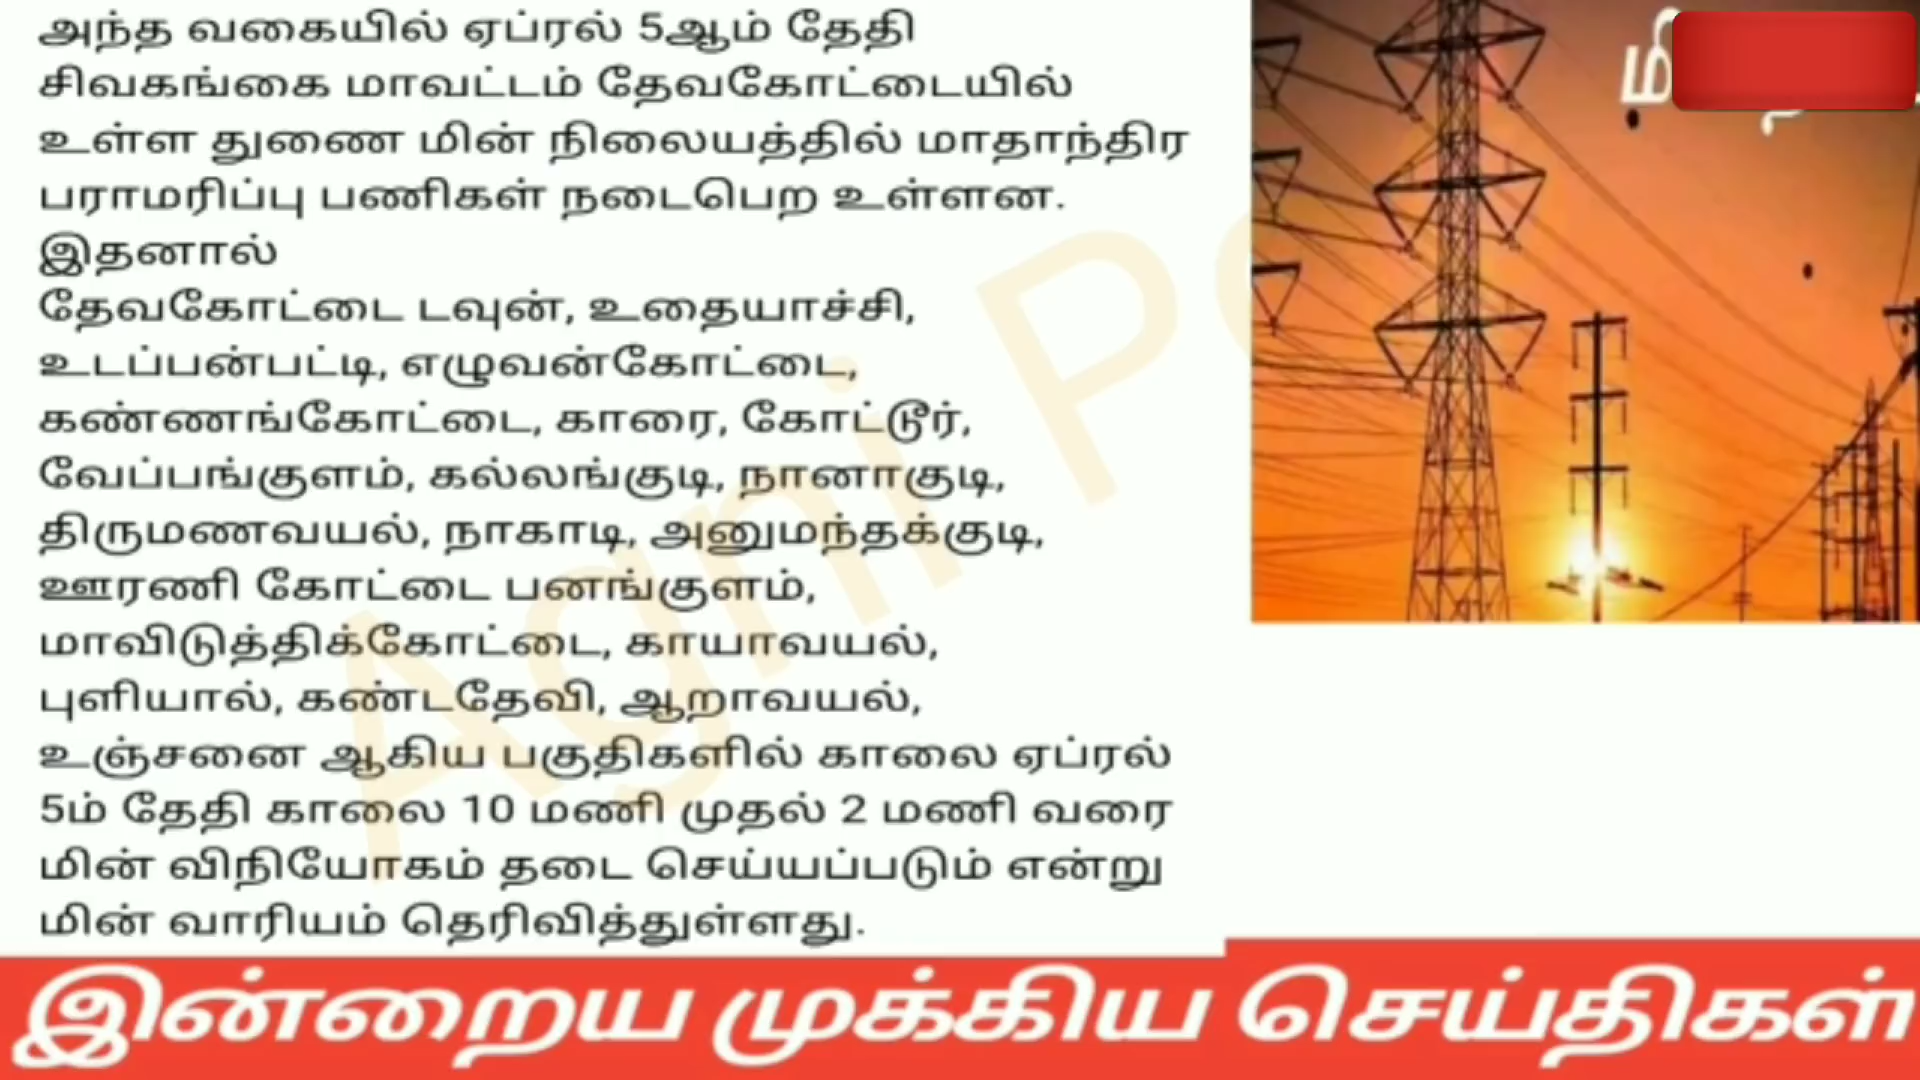 அந்த வகையில் ஏப்ரல் 5ஆம் தேதி
சிவகங்கை மாவட்டம் தேவகோட்டையில்
உள்ள துணை மின் நிலையத்தில் மாதாந்திர
பராமரிப்பு பணிகள் நடைபெற உள்ளன.
இதனால்
தேவகோட்டை டவுன், உதையாச்சி,
உடப்பன்பட்டி, எழுவன்கோட்டை,
கண்ணங்கோட்டை, காரை, கோட்டூர்,
வேப்பங்குளம், கல்லங்குடி, நானாகுடி,
திருமணவயல், நாகாடி, அனுமந்தக்குடி,
ஊரணி கோட்டை பனங்குளம்,
மாவிடுத்திக்கோட்டை, காயாவயல்,
புளியால், கண்டதேவி, ஆறாவயல்,
உஞ்சனை ஆகிய பகுதிகளில் காலை ஏப்ரல்
5ம் தேதி காலை 10 மணி முதல் 2 மணி வரை
மின் விநியோகம் தடை செய்யப்படும் என்று
மின் வாரியம் தெரிவித்துள்ளது.
Agni
இன்றைய முக்கிய செய்திகள்